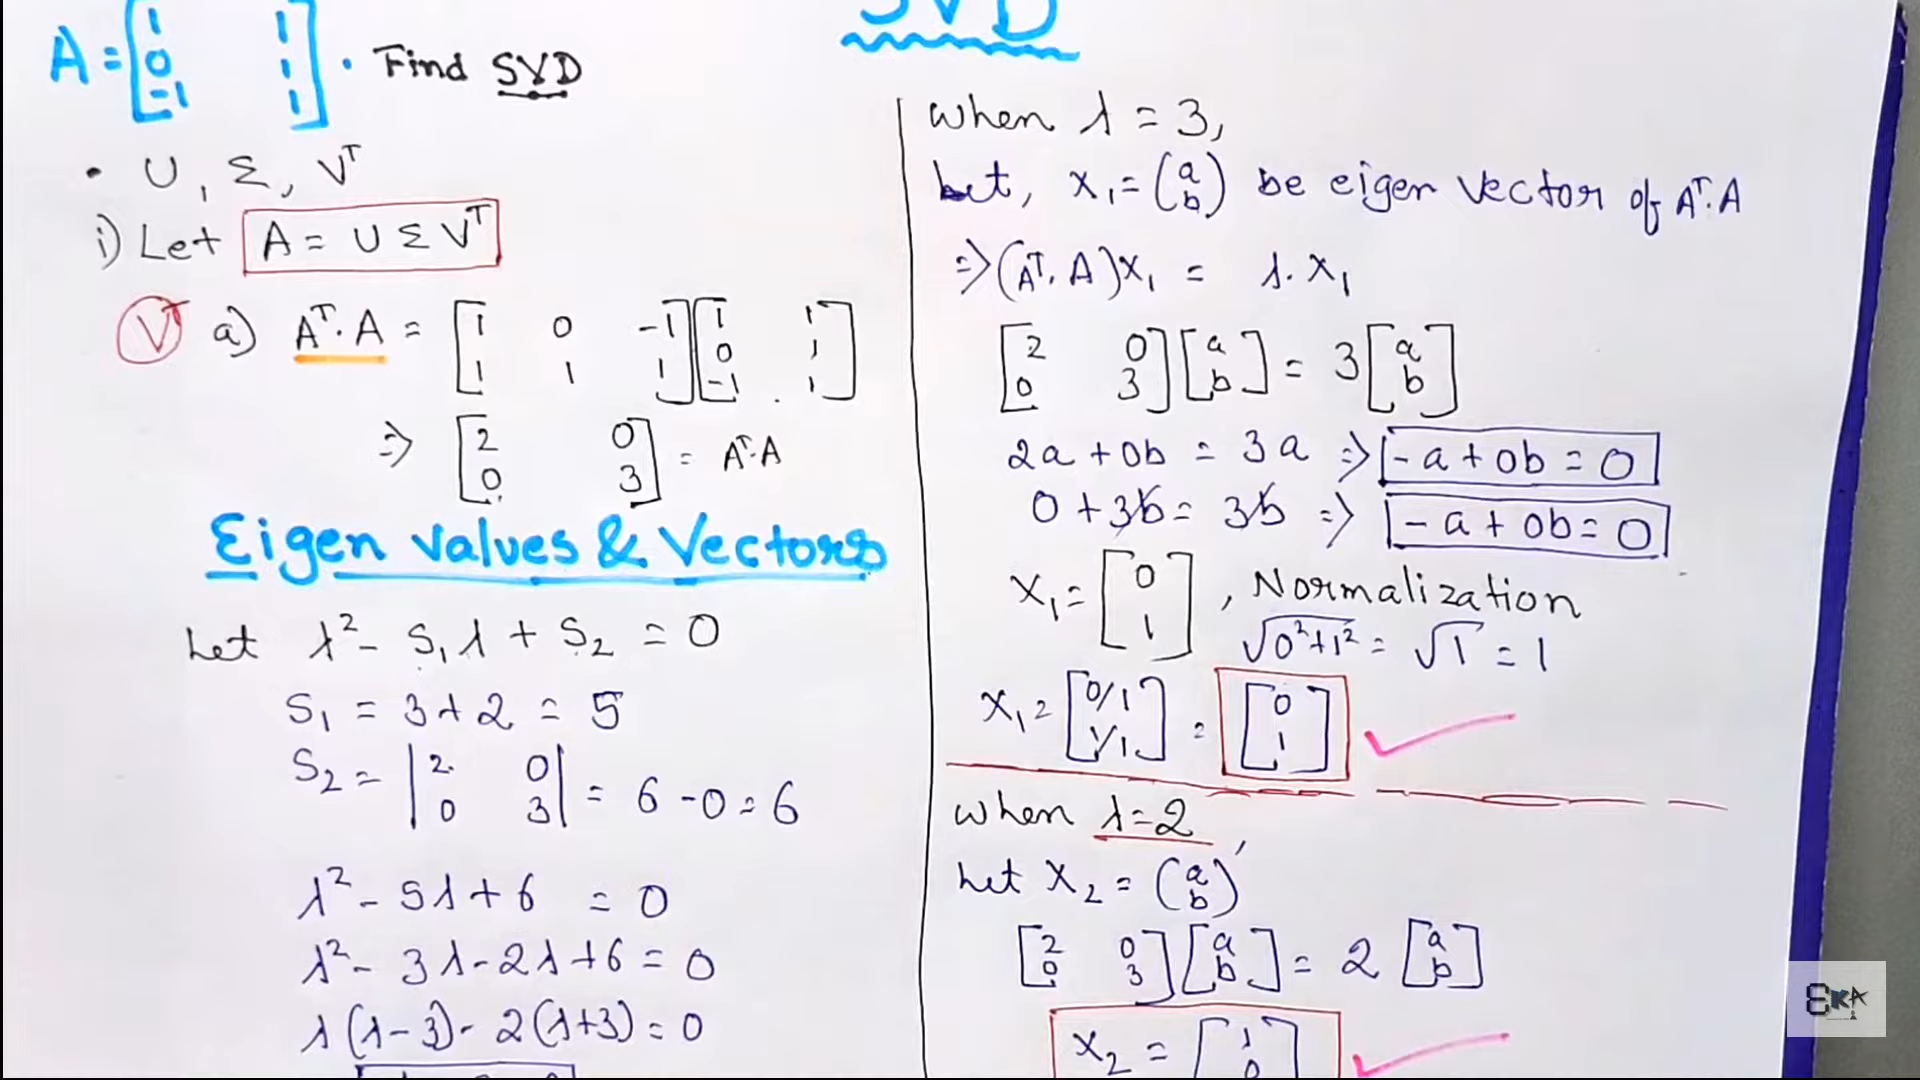 SVD
A = [1 1; 0 1; -1 1] . Find SVD
• U, Σ, V^T
i) Let A = U Σ V^T
V^T a) A^T. A = [1 0 -1; 1 1 1] [1 1; 0 1; -1 1]
=> [2 0; 0 3] = A^T.A
Eigen values & Vectors
Let λ² - S₁λ + S₂ = 0
S₁ = 3+2 = 5
S₂ = |2 0; 0 3| = 6 - 0 = 6
λ² - 5λ + 6 = 0
λ² - 3λ - 2λ + 6 = 0
λ(λ-3) - 2(λ+3) = 0
When λ = 3,
Let, X₁ = (a; b) be eigen vector of A^T.A
=> (A^T. A)X₁ = λ. X₁
[2 0; 0 3] [a; b] = 3 [a; b]
2a + 0b = 3a => -a + 0b = 0
0 + 3b = 3b => -a + 0b = 0
X₁ = [0; 1] , Normalization
√0²+1² = √1 = 1
X₁ = [0/1; 1/1] = [0; 1]
When λ=2,
Let X₂ = (a; b)
[2 0; 0 3] [a; b] = 2 [a; b]
X₂ = [1; 0]
EKA